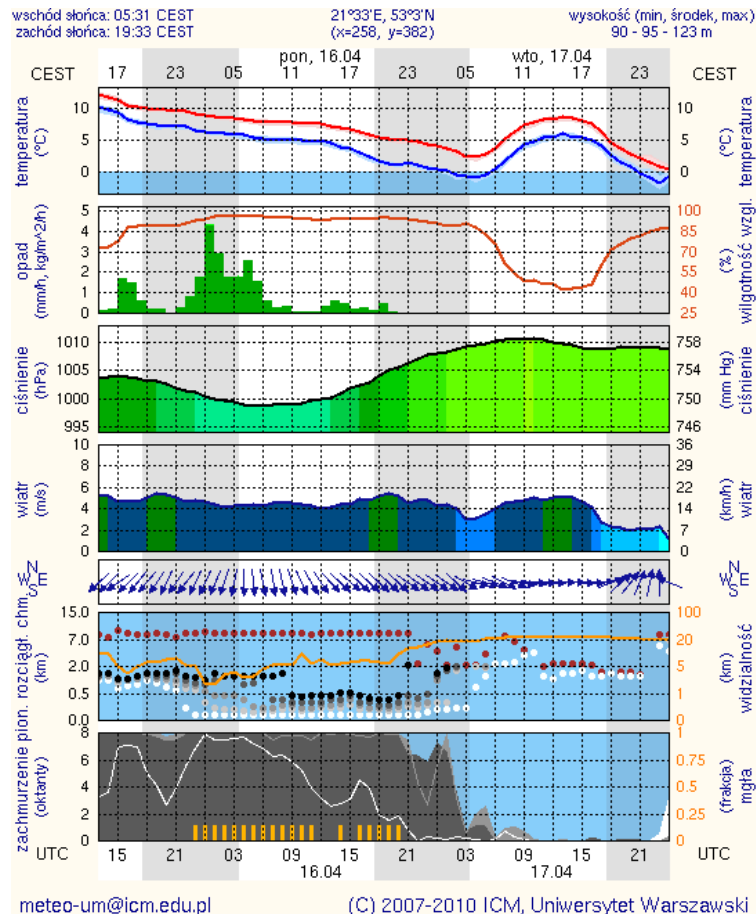 wschód słońca: 05:31 CEST 21°33'E, 53°3'N wysokość (min, środek, max)
zachód słońca: 19:33 CEST (x=258, y=382) 90 - 95 - 123 m
pon, 16.04 wto, 17.04
CEST 17 23 05 11 17 23 05 11 17 23 CEST
temperatura (°C)
10 5 0
10 5 0
(°C) temperatura
opad (mm/h, kg/m^2/h)
5 4 3 2 1 0
100 85 70 55 40 25
(%) wilgotność wzgl.
ciśnienie (hPa)
1010 1005 1000 995
758 754 750 746
(mm Hg) ciśnienie
wiatr (m/s)
10 8 6 4 2 0
36 29 22 18 14 7 0
(km/h) wiatr
N W E S
N W E S
pion. rozciągł. chm. (km)
15.0 7.0 2.0 0.5 0.0
100 20 5 1 0
(km) widzialność
zachmurzenie (oktanty)
8 6 4 2 0
1 0.75 0.5 0.25 0
(frakcja) mgła
UTC 15 21 03 09 15 21 03 09 15 21 UTC
16.04 17.04
meteo-um@icm.edu.pl (C) 2007-2010 ICM, Uniwersytet Warszawski